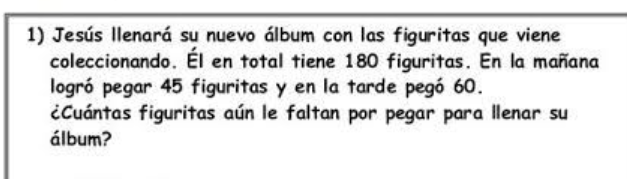 1) Jesús llenará su nuevo álbum con las figuritas que viene
coleccionando. Él en total tiene 180 figuritas. En la mañana
logró pegar 45 figuritas y en la tarde pegó 60.
¿Cuántas figuritas aún le faltan por pegar para llenar su
álbum?